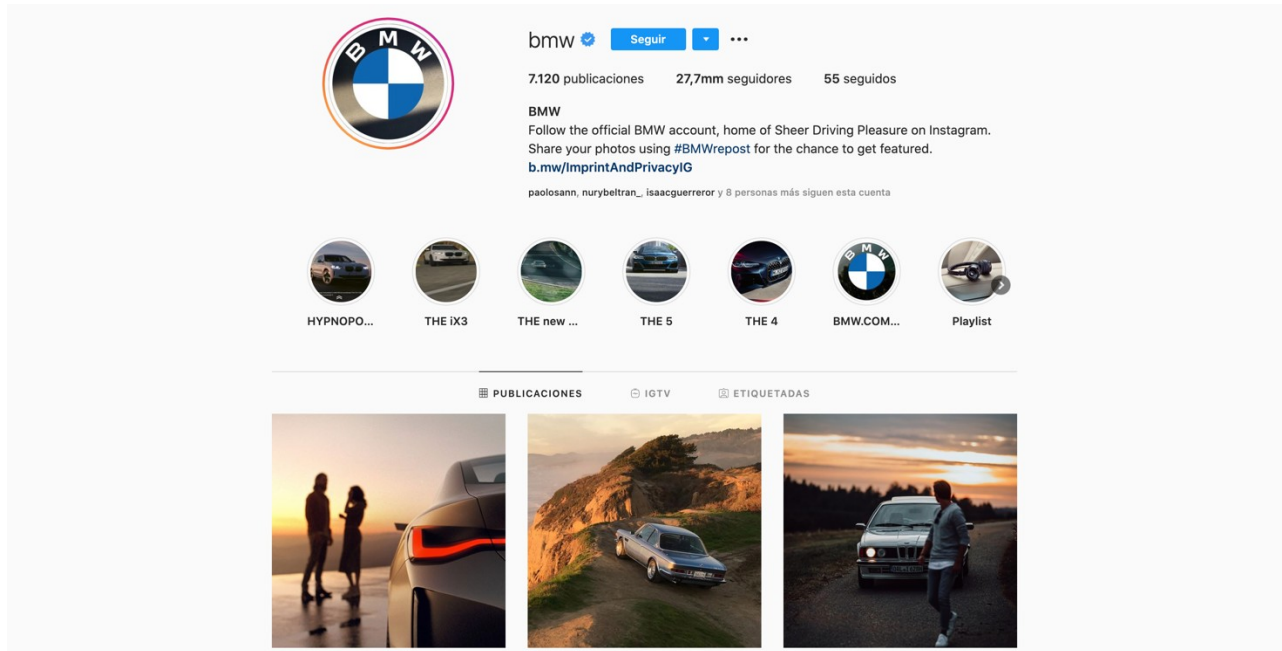 BMW
bmw Seguir
7.120 publicaciones 27,7mm seguidores 55 seguidos
BMW
Follow the official BMW account, home of Sheer Driving Pleasure on Instagram.
Share your photos using #BMWrepost for the chance to get featured.
b.mw/ImprintAndPrivacyIG
paolosann, nurybeltran_, isaacguerreror y 8 personas más siguen esta cuenta
BMW
HYPNOPO... THE iX3 THE new ... THE 5 THE 4 BMW.COM... Playlist
PUBLICACIONES IGTV ETIQUETADAS